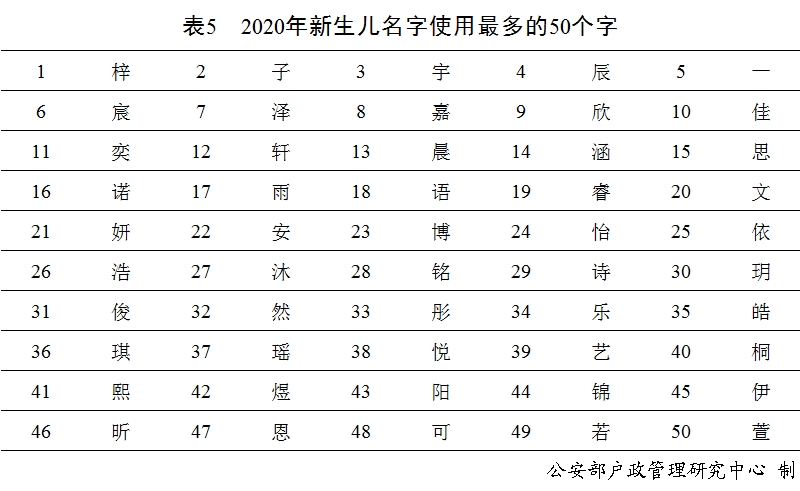 表5 2020年新生儿名字使用最多的50个字
1 梓 2 子 3 宇 4 辰 5 一
6 宸 7 泽 8 嘉 9 欣 10 佳
11 奕 12 轩 13 晨 14 涵 15 思
16 诺 17 雨 18 语 19 睿 20 文
21 妍 22 安 23 博 24 怡 25 依
26 浩 27 沐 28 铭 29 诗 30 玥
31 俊 32 然 33 彤 34 乐 35 皓
36 琪 37 瑶 38 悦 39 艺 40 桐
41 熙 42 煜 43 阳 44 锦 45 伊
46 昕 47 恩 48 可 49 若 50 萱
公安部户政管理研究中心 制